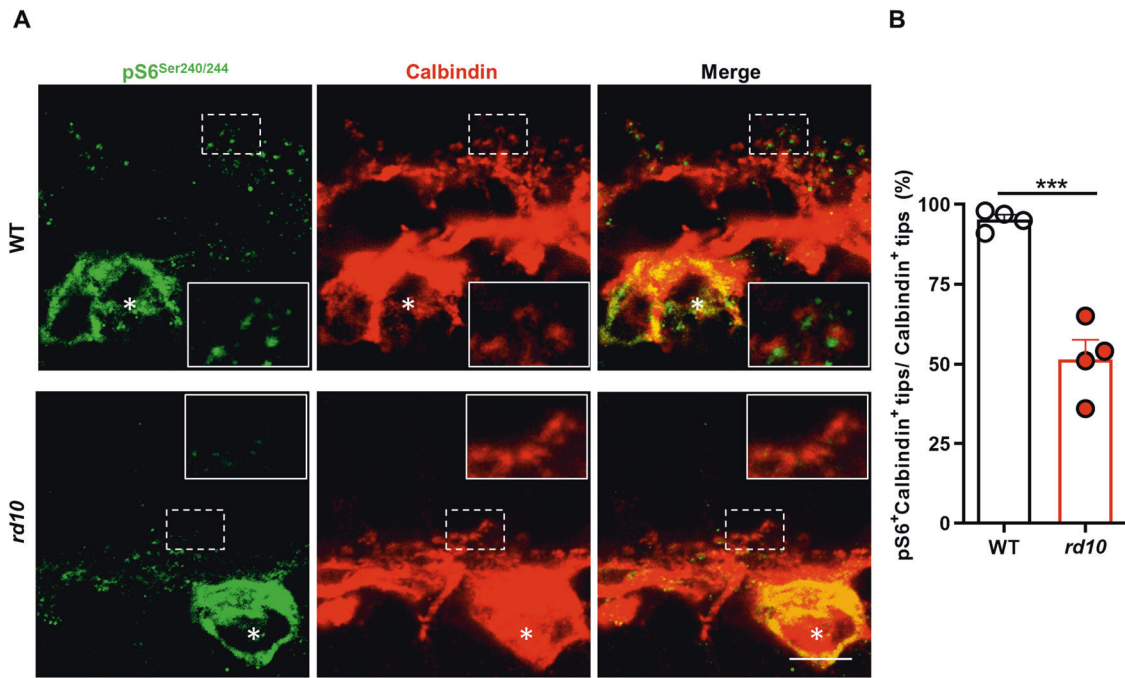 A
B
pS6Ser240/244
Calbindin
Merge
WT
*
*
*
rd10
*
*
*
***
pS6+Calbindin+ tips/ Calbindin+ tips (%)
100
75
50
25
0
WT
rd10